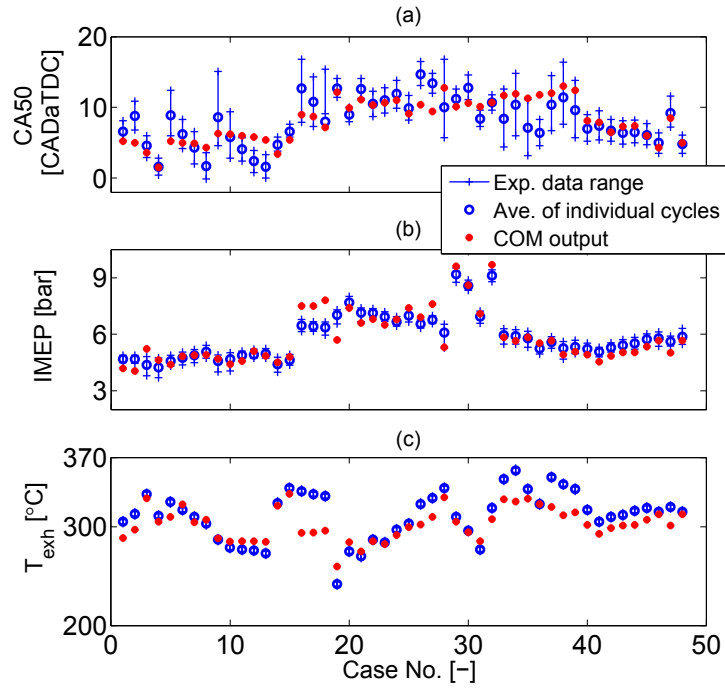 (a)
20
10
0
CA50
[CADaTDC]
Exp. data range
Ave. of individual cycles
COM output
(b)
9
6
3
IMEP [bar]
(c)
370
300
200
T_exh [°C]
0
10
20
30
40
50
Case No. [−]